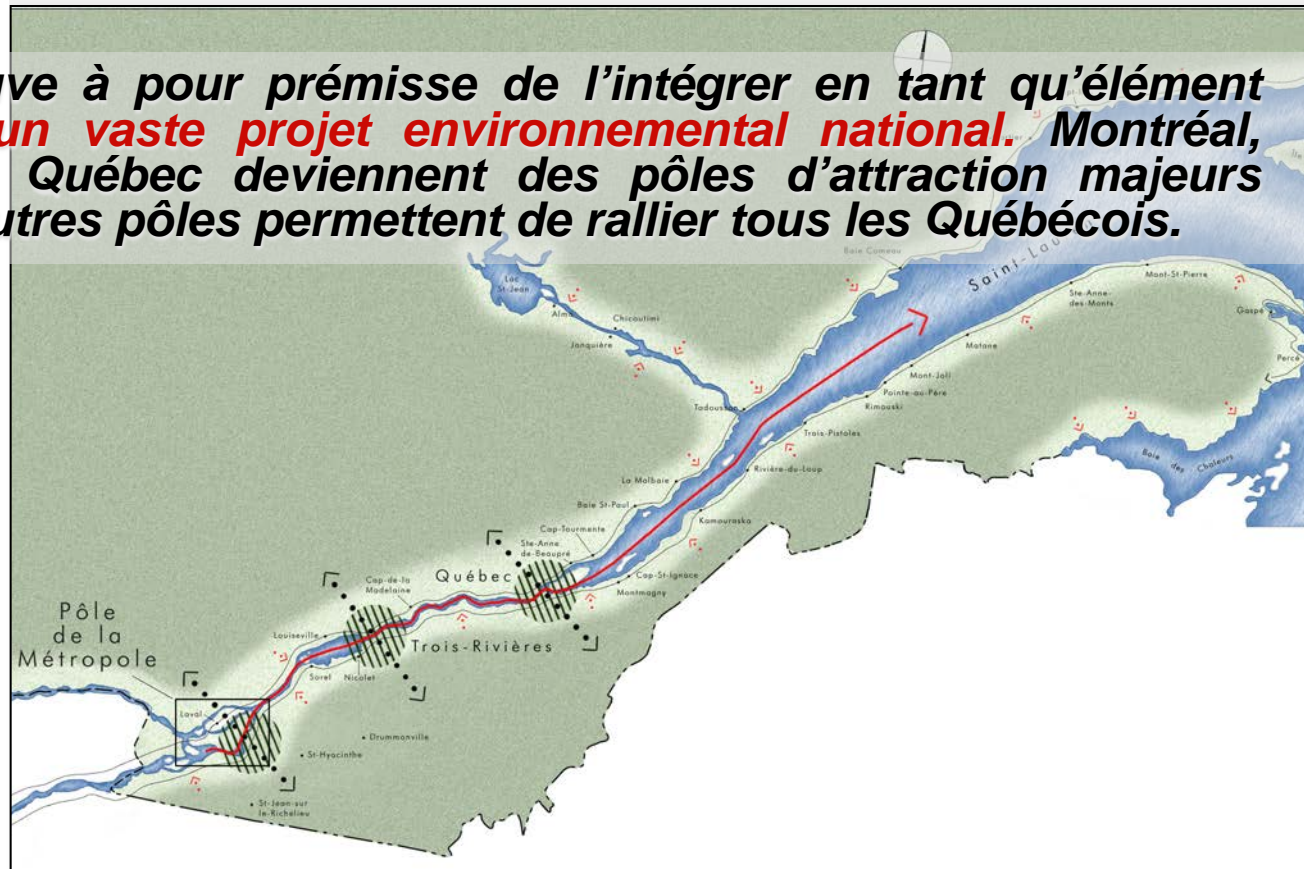 uve à pour prémisse de l'intégrer en tant qu'élément
un vaste projet environnemental national. Montréal,
Québec deviennent des pôles d'attraction majeurs
utres pôles permettent de rallier tous les Québécois.
Baie Comeau
Saint-Lau
Mont-St-Pierre
Ste-Anne-
des-Monts
Gaspé
Percé
Lac
St-Jean
Alma
Chicoutimi
Jonquière
Matane
Mont-Joli
Pointe-au-Père
Rimouski
Tadoussac
Trois-Pistoles
Baie des Chaleurs
Rivière-du-Loup
La Malbaie
Baie St-Paul
Kamouraska
Cap-Tourmente
Ste-Anne
de-Beaupré
Québec
Cap-St-Ignace
Montmagny
Cap-de-la
Madelaine
Pôle
de la
Métropole
Louiseville
Trois-Rivières
Sorel
Nicolet
Laval
Drummonville
St-Hyacinthe
St-Jean-sur
le-Richelieu